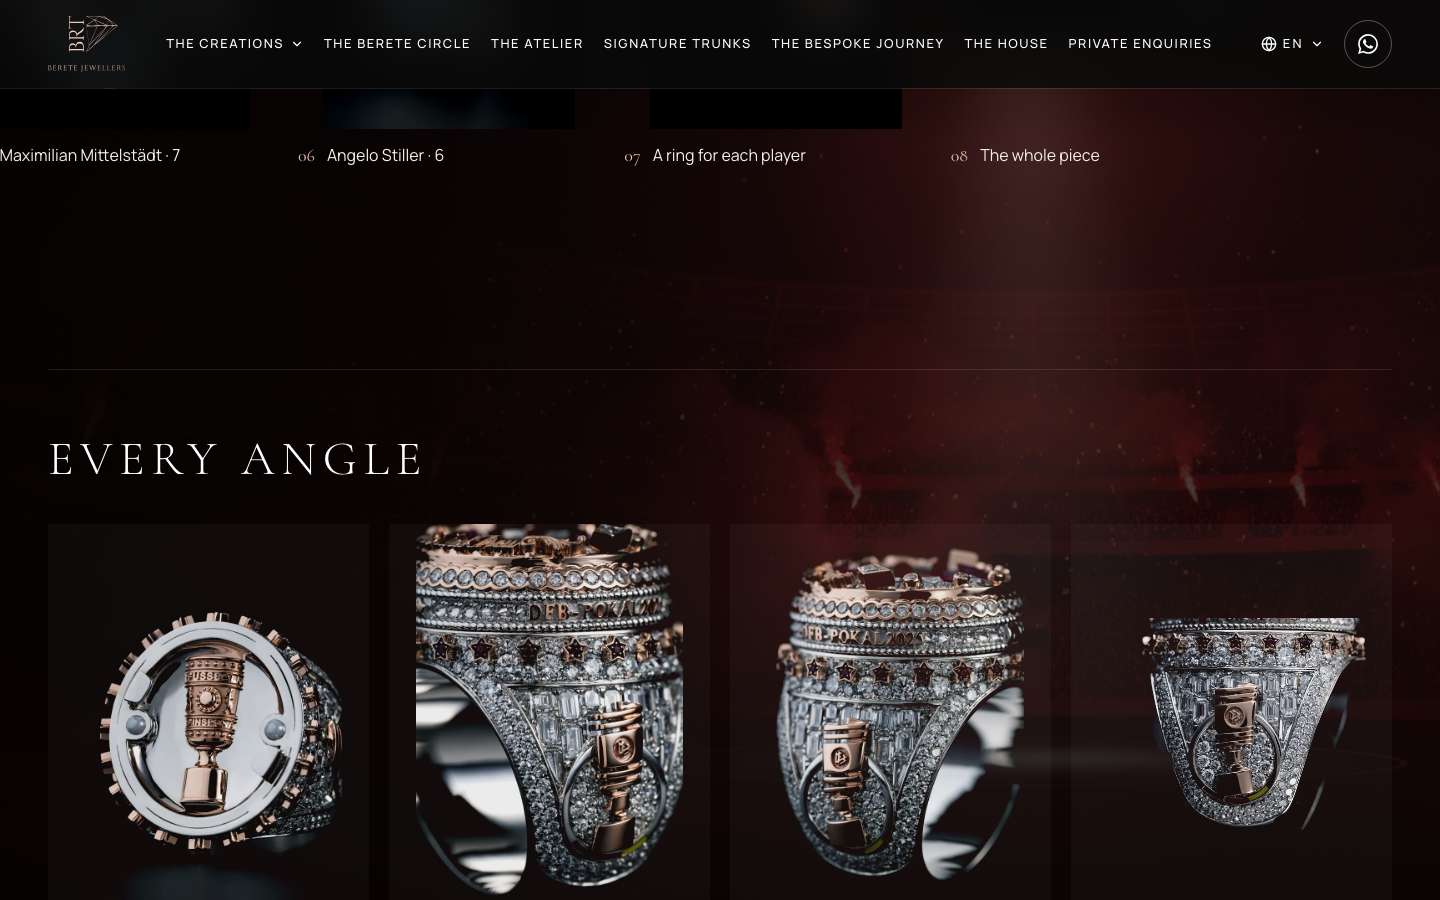 BRT
BERETE JEWELLERS
THE CREATIONS
THE BERETE CIRCLE
THE ATELIER
SIGNATURE TRUNKS
THE BESPOKE JOURNEY
THE HOUSE
PRIVATE ENQUIRIES
EN
Maximilian Mittelstädt · 7
06 Angelo Stiller · 6
07 A ring for each player
08 The whole piece
EVERY ANGLE
DFB-POKAL
DFB-POKAL 2025